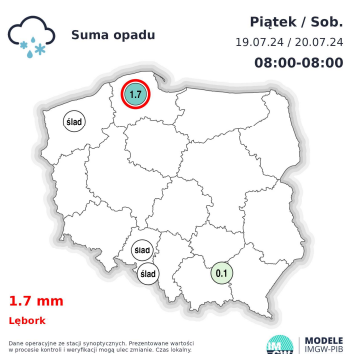 Suma opadu
Piątek / Sob.
19.07.24 / 20.07.24
08:00-08:00
1.7
ślad
ślad
ślad
0.1
1.7 mm
Lębork
Dane operacyjne ze stacji synoptycznych. Prezentowane wartości
w procesie kontroli i weryfikacji mogą ulec zmianie. Czas lokalny.
IM
MODELE
IMGW-PIB